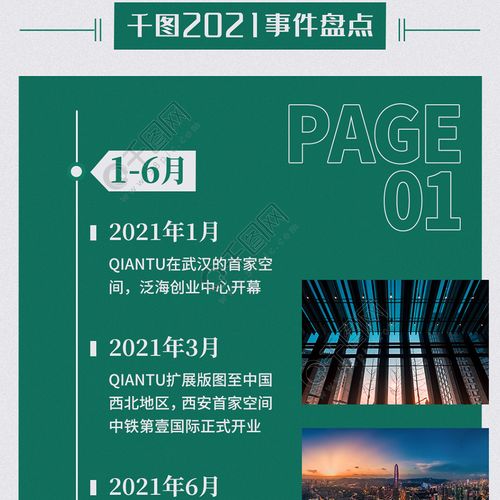 千图2021事件盘点
PAGE
01
1-6月
2021年1月
QIANTU在武汉的首家空
间，泛海创业中心开幕
2021年3月
QIANTU扩展版图至中国
西北地区，西安首家空间
中铁第壹国际正式开业
2021年6月